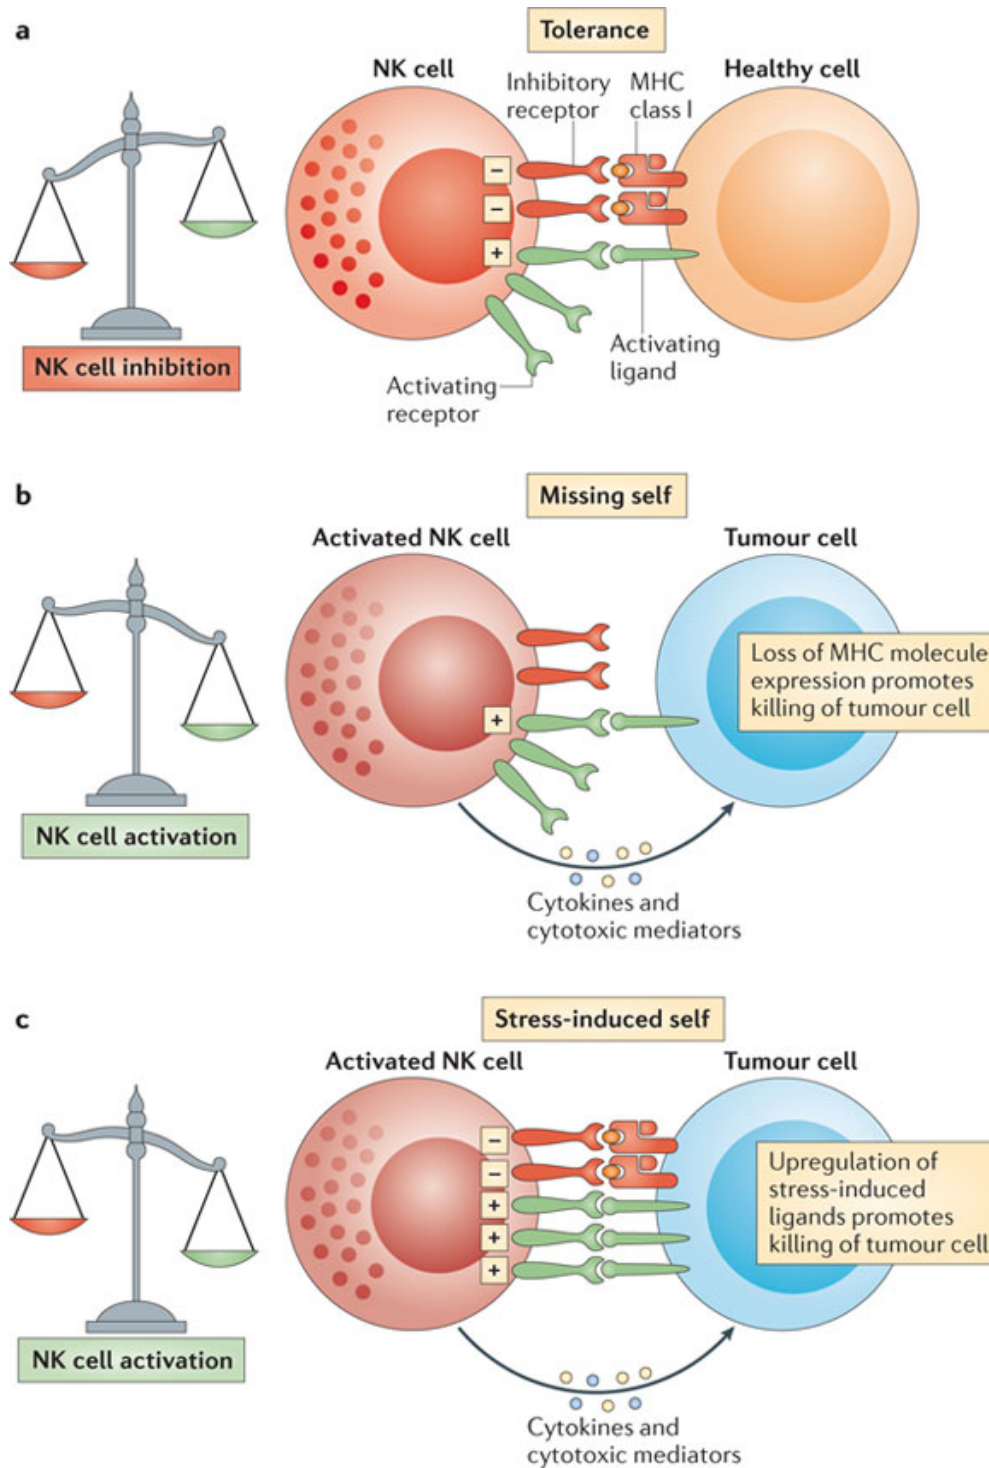 a
Tolerance
NK cell
Healthy cell
Inhibitory
receptor
MHC
class I
−
−
+
NK cell inhibition
Activating
receptor
Activating
ligand
b
Missing self
Activated NK cell
Tumour cell
Loss of MHC molecule
expression promotes
killing of tumour cell
+
NK cell activation
Cytokines and
cytotoxic mediators
c
Stress-induced self
Activated NK cell
Tumour cell
−
−
+
+
+
Upregulation of
stress-induced
ligands promotes
killing of tumour cell
NK cell activation
Cytokines and
cytotoxic mediators